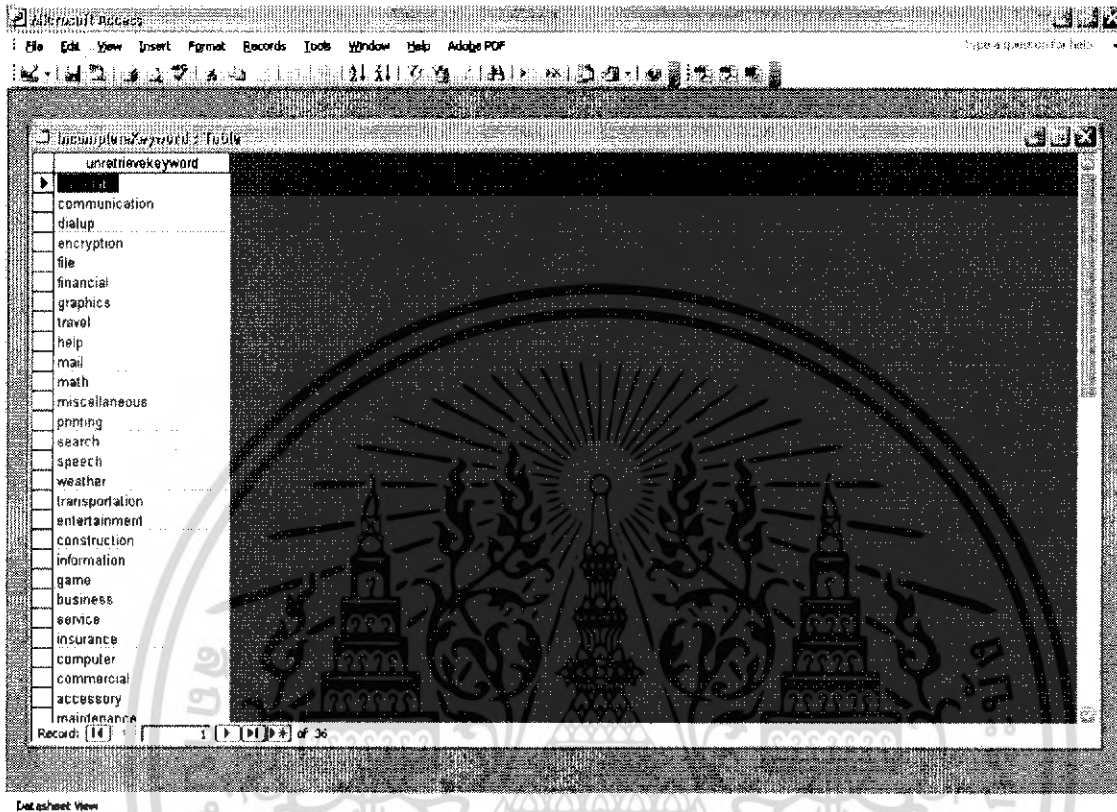 Microsoft Access
File Edit View Insert Format Records Tools Window Help Adobe PDF Type a question for help
IncompleteKeyword : Table
unretrievekeyword
communication
dialup
encryption
file
financial
graphics
travel
help
mail
math
miscellaneous
printing
search
speech
weather
transportation
entertainment
construction
information
game
business
service
insurance
computer
commercial
accessory
maintenance
Record: 1 of 36
Datasheet View